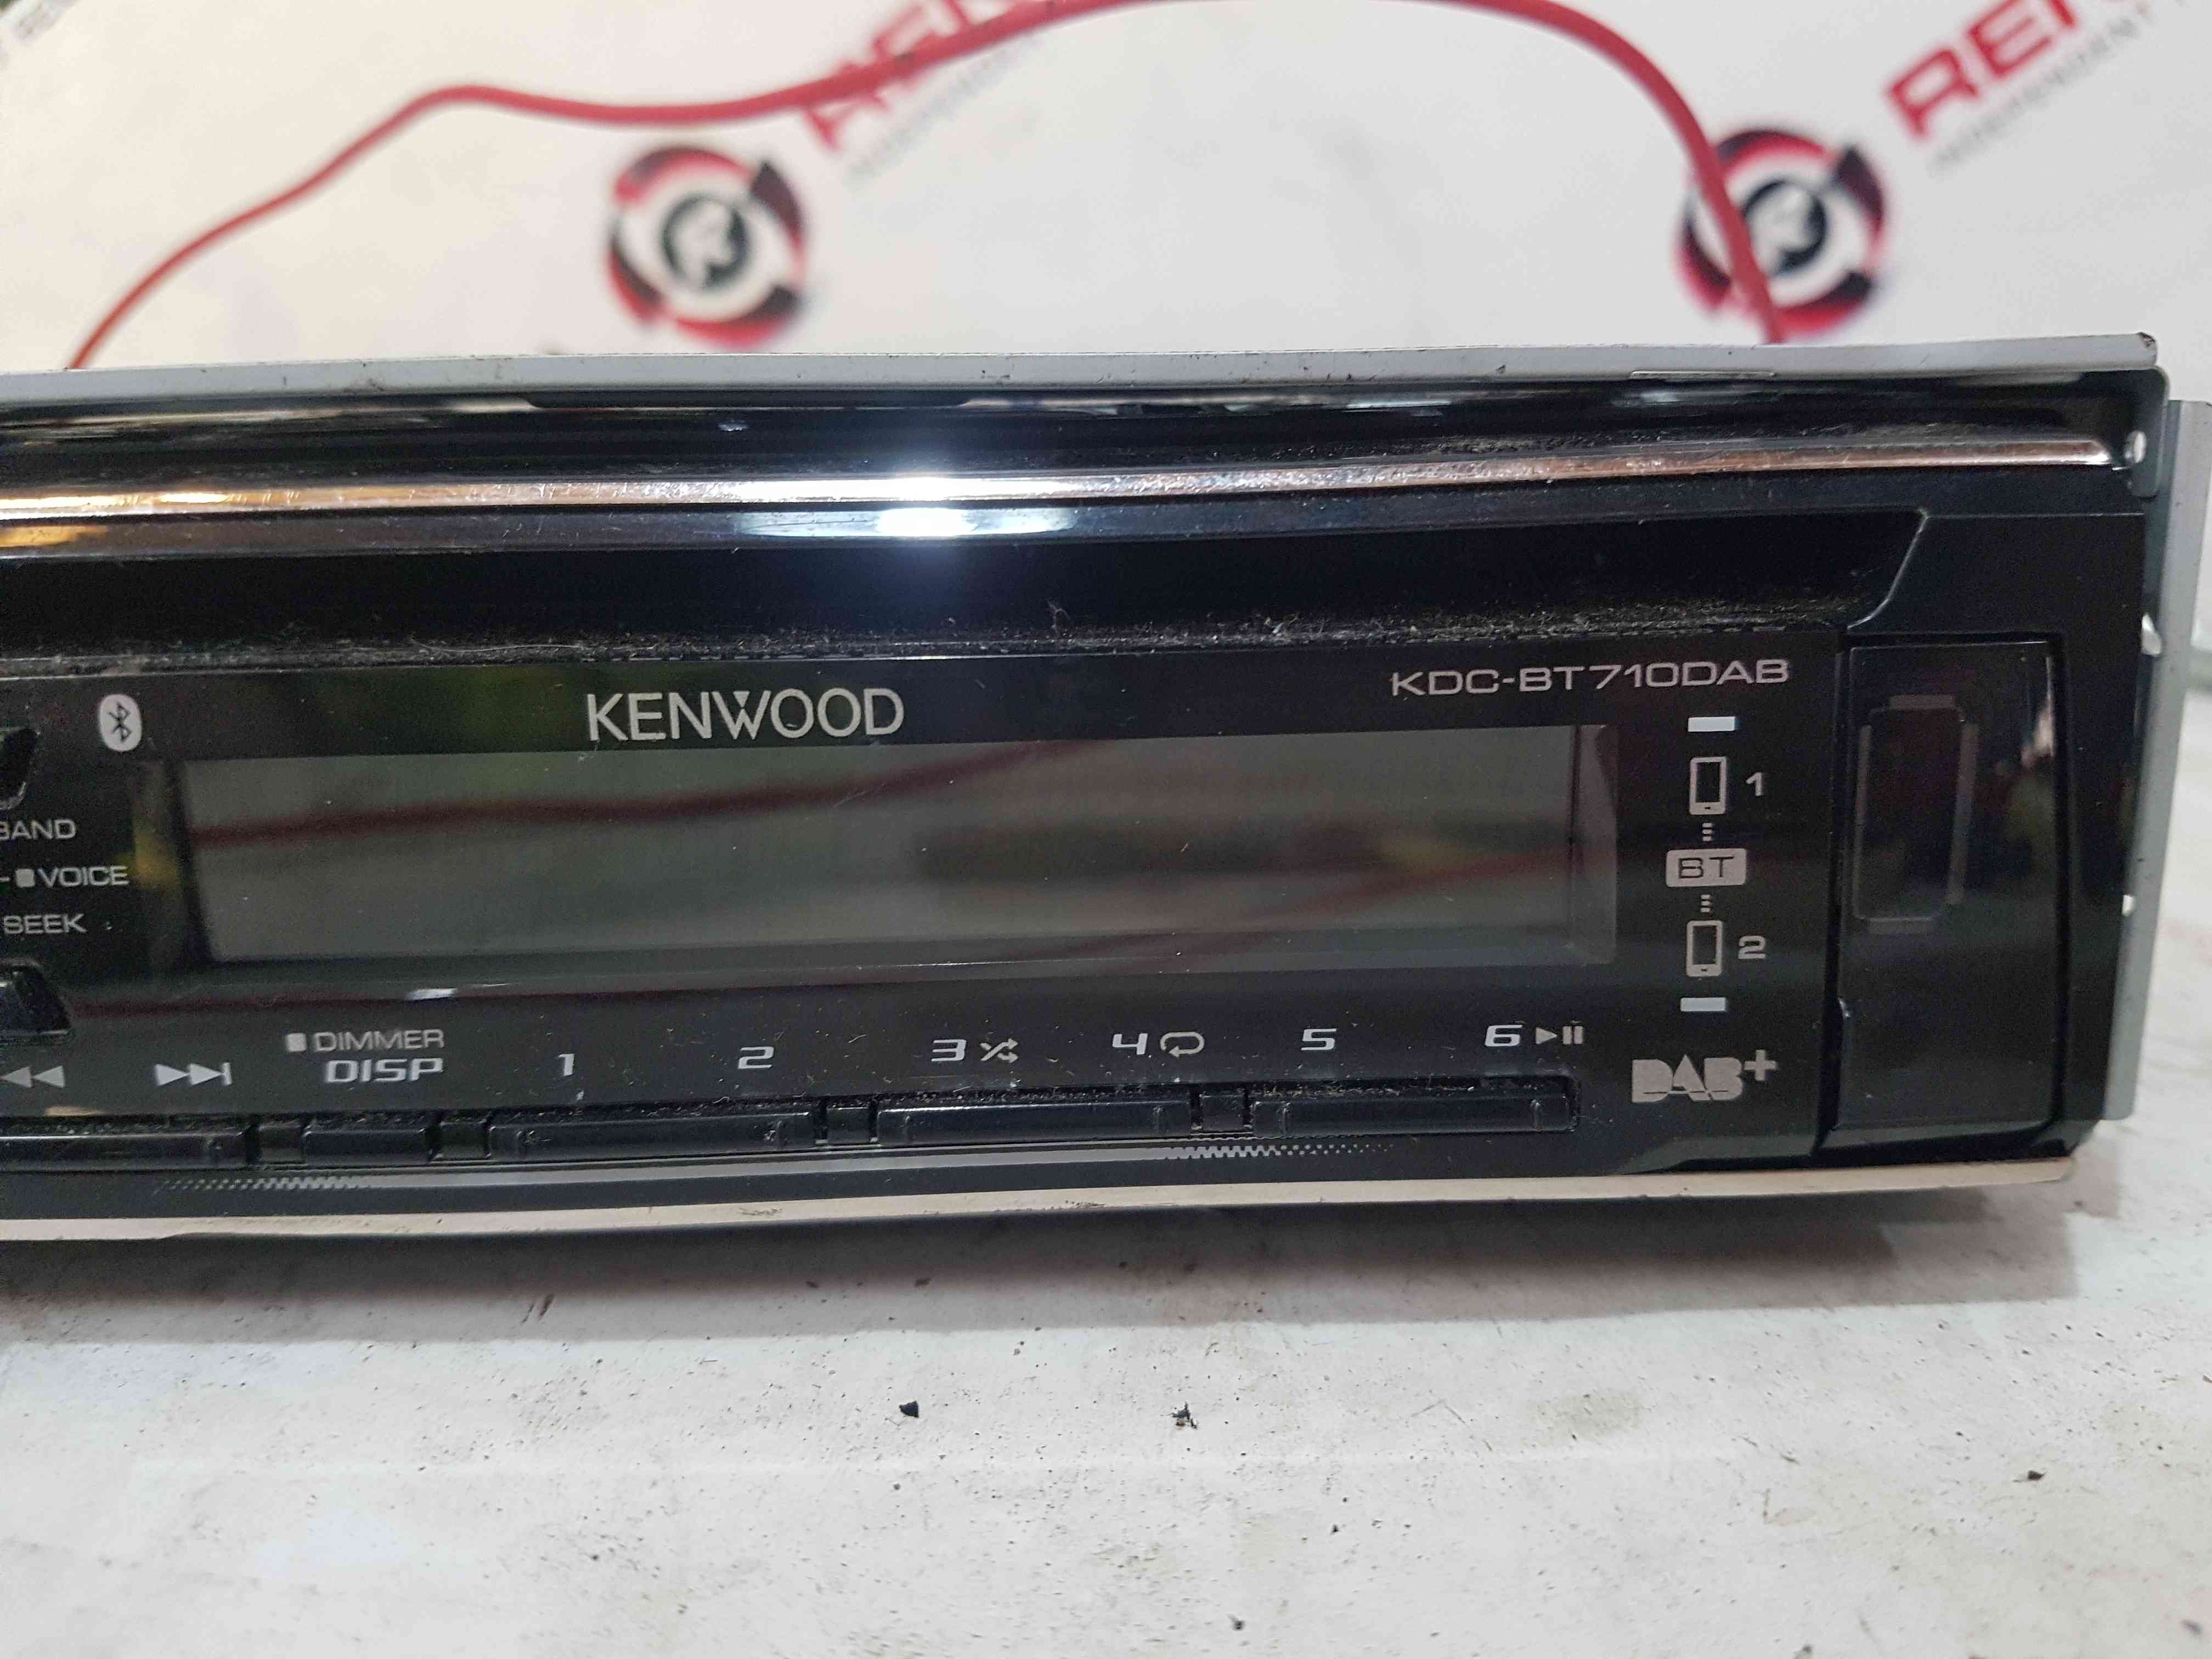 KENWOOD
KDC-BT710DAB
1
BT
2
BAND
VOICE
SEEK
DIMMER
DISP 1 2 3 4 5 6
DAB+